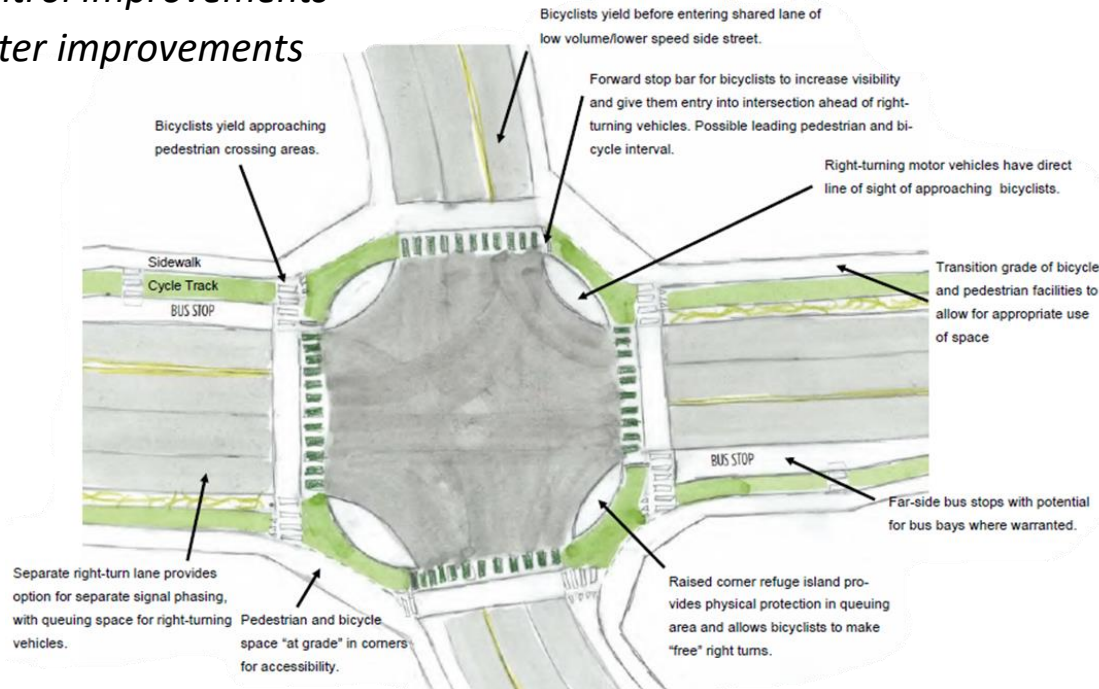 ntrol improvements
ter improvements
Bicyclists yield before entering shared lane of
low volume/lower speed side street.
Forward stop bar for bicyclists to increase visibility
and give them entry into intersection ahead of right-
turning vehicles. Possible leading pedestrian and bi-
cycle interval.
Bicyclists yield approaching
pedestrian crossing areas.
Right-turning motor vehicles have direct
line of sight of approaching bicyclists.
Sidewalk
Cycle Track
BUS STOP
Transition grade of bicycle
and pedestrian facilities to
allow for appropriate use
of space
BUS STOP
Far-side bus stops with potential
for bus bays where warranted.
Separate right-turn lane provides
option for separate signal phasing,
with queuing space for right-turning
vehicles.
Pedestrian and bicycle
space "at grade" in corners
for accessibility.
Raised corner refuge island pro-
vides physical protection in queuing
area and allows bicyclists to make
"free" right turns.